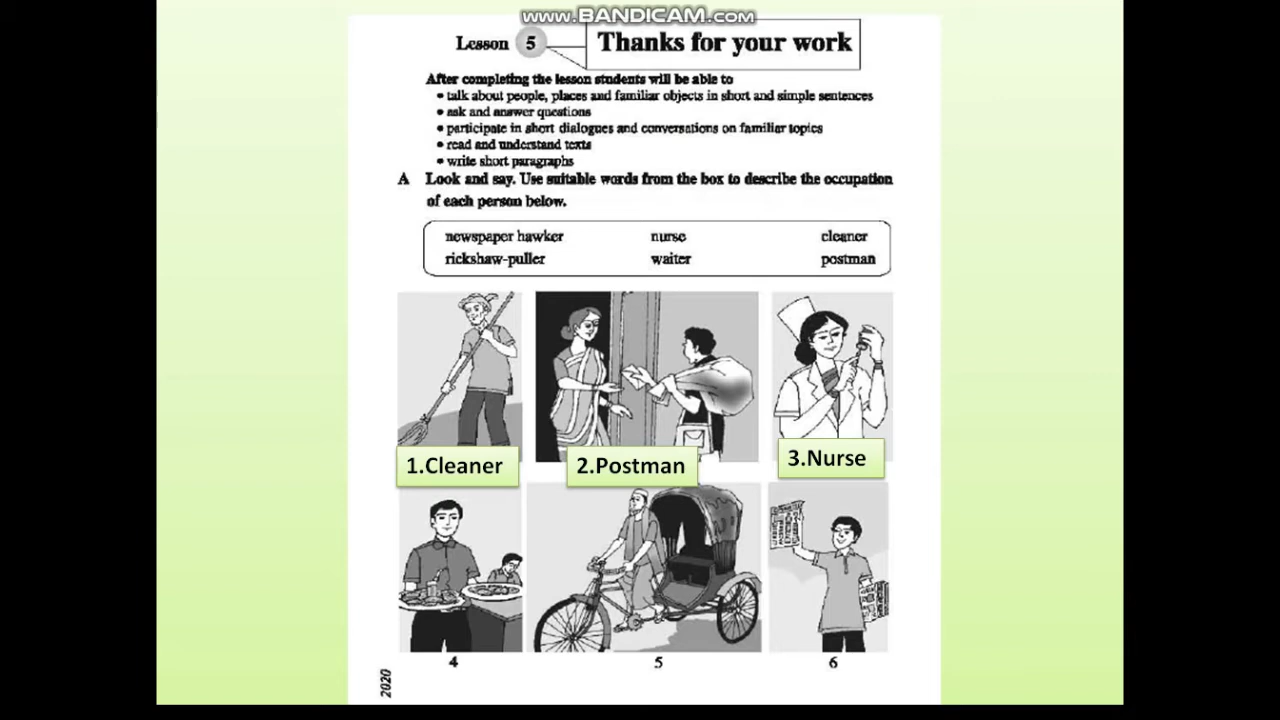 www.BANDICAM.com
Lesson 5 Thanks for your work
After completing the lesson students will be able to
• talk about people, places and familiar objects in short and simple sentences
• ask and answer questions
• participate in short dialogues and conversations on familiar topics
• read and understand texts
• write short paragraphs
A Look and say. Use suitable words from the box to describe the occupation
of each person below.
newspaper hawker nurse cleaner
rickshaw-puller waiter postman
1.Cleaner 2.Postman 3.Nurse
4 5 6
2020